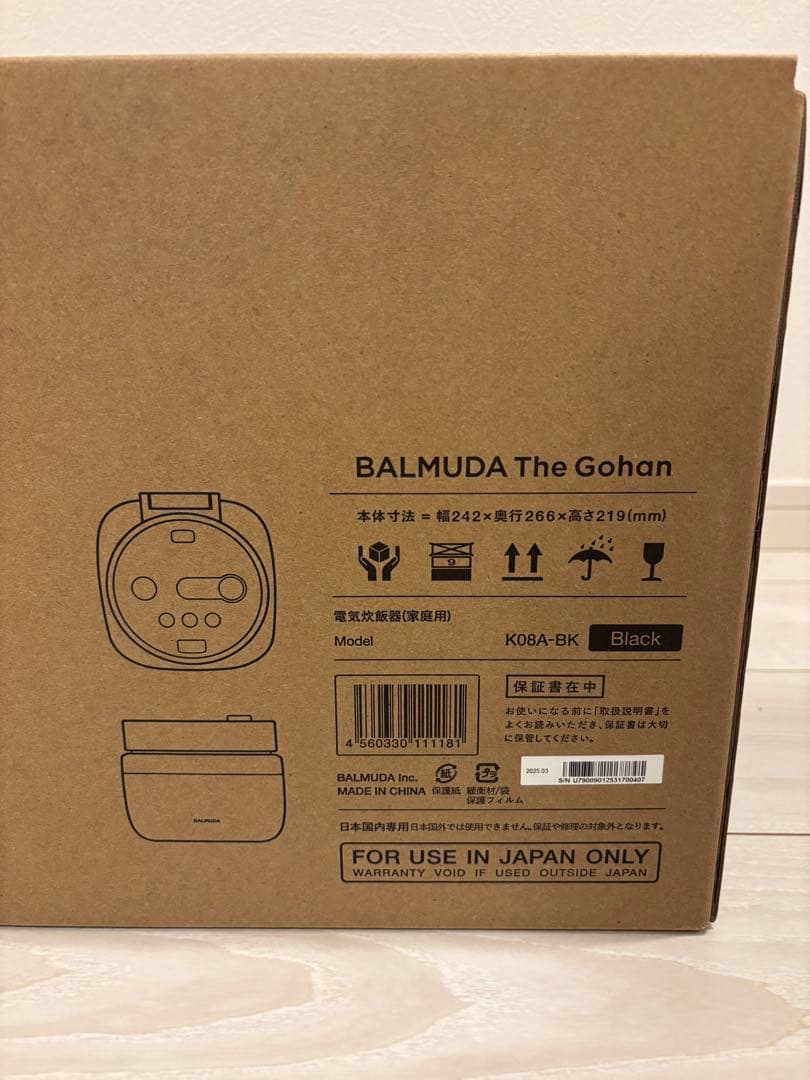 BALMUDA The Gohan
本体寸法 = 幅242×奥行266×高さ219(mm)
9
電気炊飯器(家庭用)
Model K08A-BK Black
4 560330 111181
保証書在中
お使いになる前に「取扱説明書」を
よくお読みいただき、保証書は大切
に保管してください。
2025.03
S/N U79009012531700407
BALMUDA Inc.
MADE IN CHINA
紙
保護紙
プラ
緩衝材/袋
保護フィルム
BALMUDA
日本国内専用 日本国外では使用できません。保証や修理の対象外となります。
FOR USE IN JAPAN ONLY
WARRANTY VOID IF USED OUTSIDE JAPAN